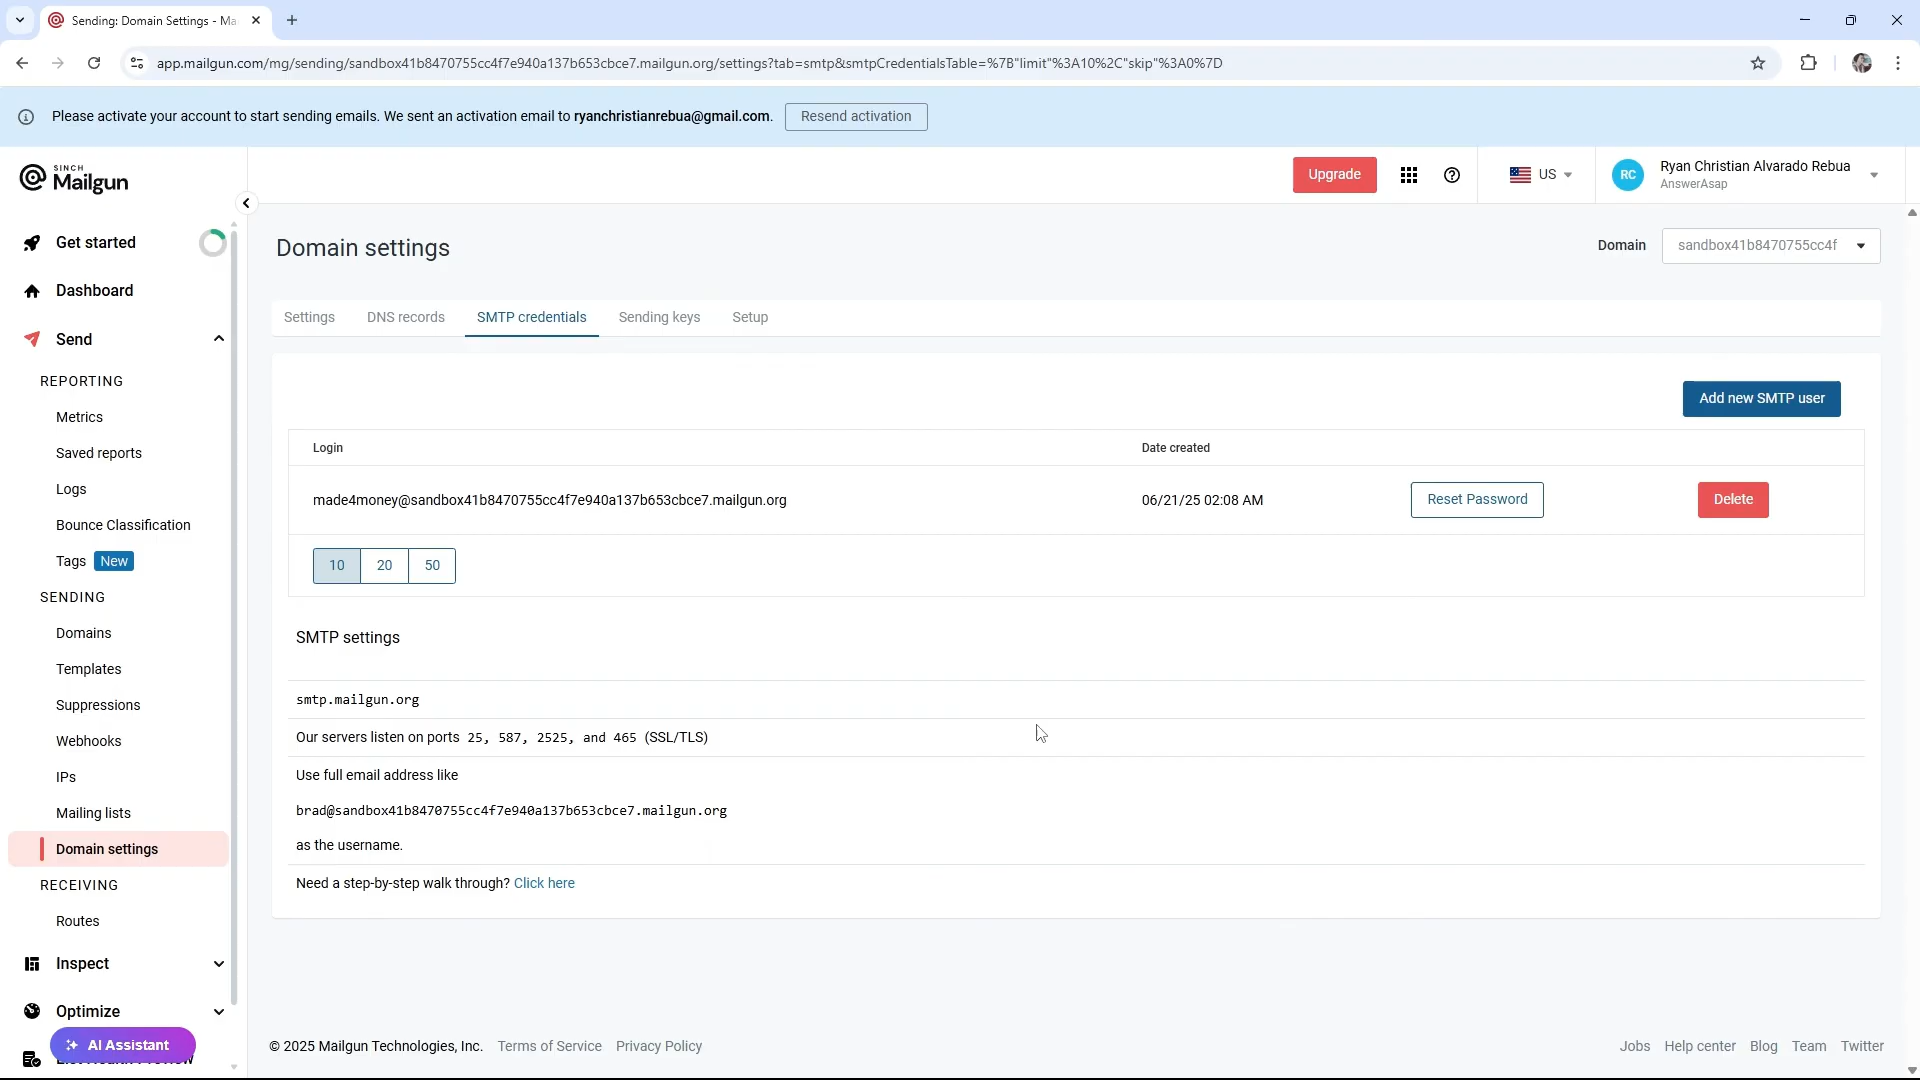 Sending: Domain Settings - Ma
app.mailgun.com/mg/sending/sandbox41b8470755cc4f7e940a137b653cbce7.mailgun.org/settings?tab=smtp&smtpCredentialsTable=%7B"limit"%3A10%2C"skip"%3A0%7D
Please activate your account to start sending emails. We sent an activation email to ryanchristianrebua@gmail.com. Resend activation
SINCH
Mailgun
Upgrade
US
RC
Ryan Christian Alvarado Rebua
AnswerAsap
Get started
Dashboard
Send
REPORTING
Metrics
Saved reports
Logs
Bounce Classification
Tags New
SENDING
Domains
Templates
Suppressions
Webhooks
IPs
Mailing lists
Domain settings
RECEIVING
Routes
Inspect
Optimize
AI Assistant
Domain settings
Domain sandbox41b8470755cc4f
Settings DNS records SMTP credentials Sending keys Setup
Add new SMTP user
Login Date created
made4money@sandbox41b8470755cc4f7e940a137b653cbce7.mailgun.org 06/21/25 02:08 AM Reset Password Delete
10 20 50
SMTP settings
smtp.mailgun.org
Our servers listen on ports 25, 587, 2525, and 465 (SSL/TLS)
Use full email address like
brad@sandbox41b8470755cc4f7e940a137b653cbce7.mailgun.org
as the username.
Need a step-by-step walk through? Click here
© 2025 Mailgun Technologies, Inc. Terms of Service Privacy Policy
Jobs Help center Blog Team Twitter